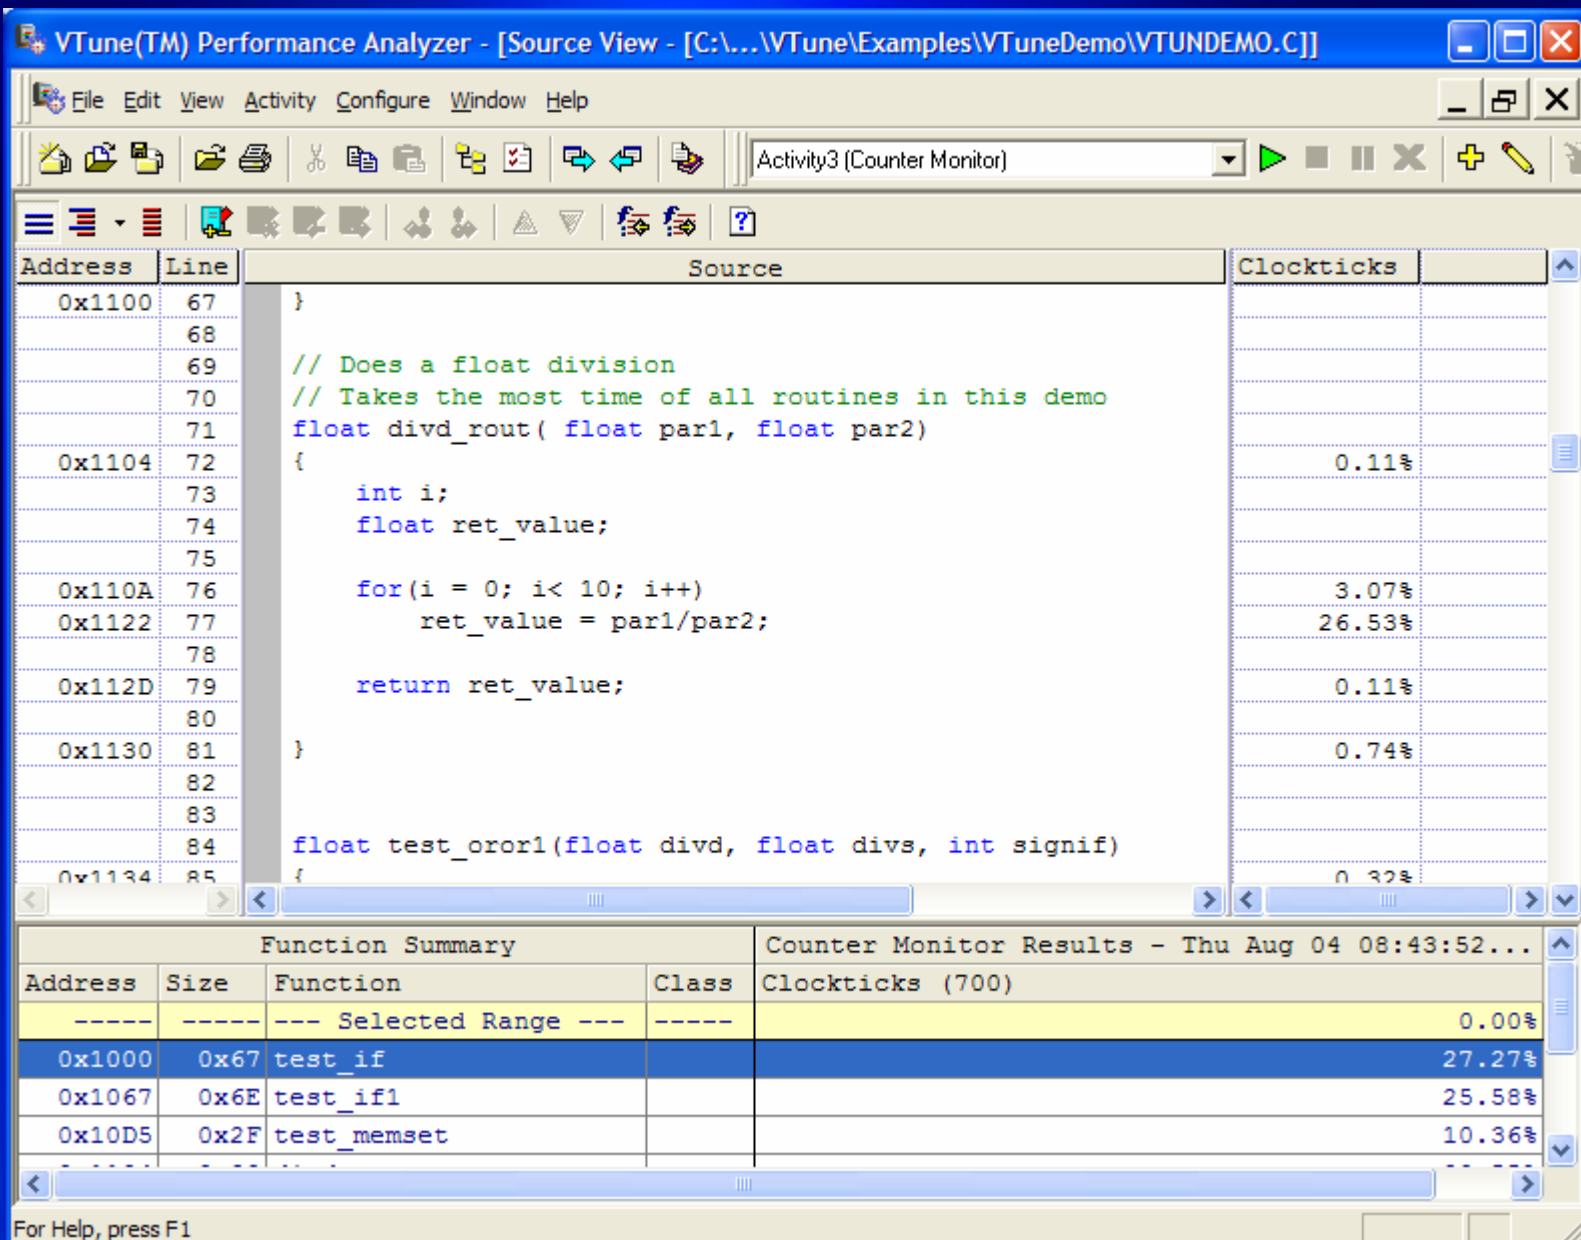 VTune(TM) Performance Analyzer - [Source View - [C:\...\VTune\Examples\VTuneDemo\VTUNDEMO.C]]
File Edit View Activity Configure Window Help
Activity3 (Counter Monitor)
Address Line Source Clockticks
0x1100 67 }
68
69 // Does a float division
70 // Takes the most time of all routines in this demo
71 float divd_rout( float par1, float par2)
0x1104 72 { 0.11%
73 int i;
74 float ret_value;
75
0x110A 76 for(i = 0; i< 10; i++) 3.07%
0x1122 77 ret_value = par1/par2; 26.53%
78
0x112D 79 return ret_value; 0.11%
80
0x1130 81 } 0.74%
82
83
84 float test_oror1(float divd, float divs, int signif)
0x1134 85 { 0.32%
Function Summary Counter Monitor Results - Thu Aug 04 08:43:52...
Address Size Function Class Clockticks (700)
----- ----- --- Selected Range --- ----- 0.00%
0x1000 0x67 test_if 27.27%
0x1067 0x6E test_if1 25.58%
0x10D5 0x2F test_memset 10.36%
For Help, press F1